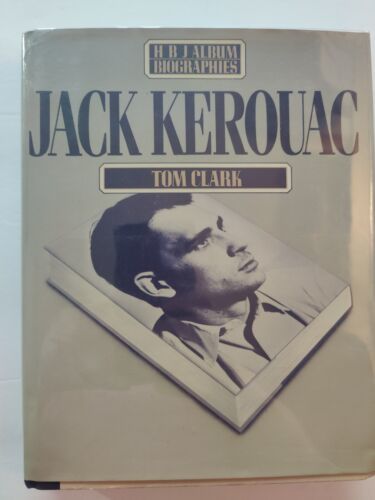 H B J ALBUM
BIOGRAPHIES
JACK KEROUAC
TOM CLARK